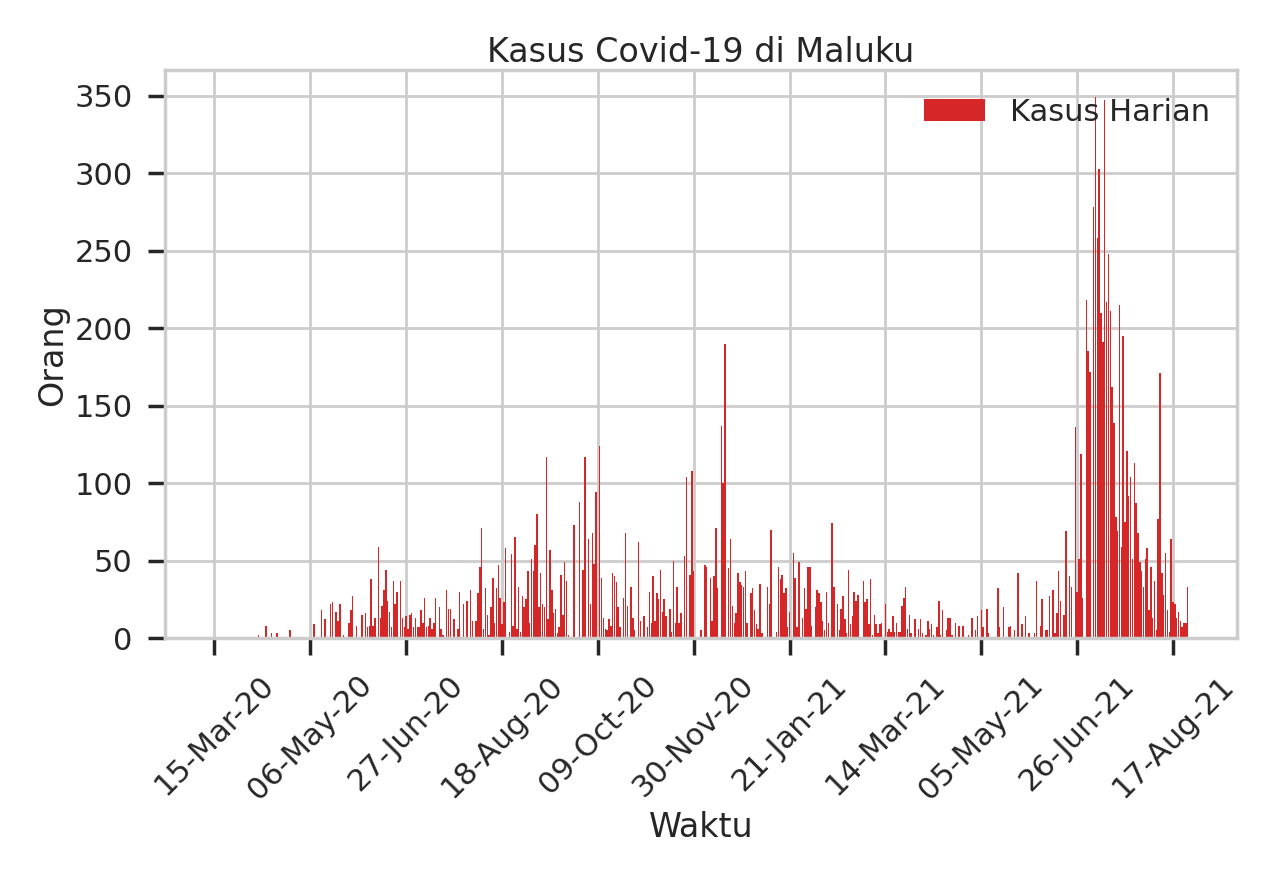 Kasus Covid-19 di Maluku
Kasus Harian
Orang
350
300
250
200
150
100
50
0
15-Mar-20
06-May-20
27-Jun-20
18-Aug-20
09-Oct-20
30-Nov-20
21-Jan-21
14-Mar-21
05-May-21
26-Jun-21
17-Aug-21
Waktu